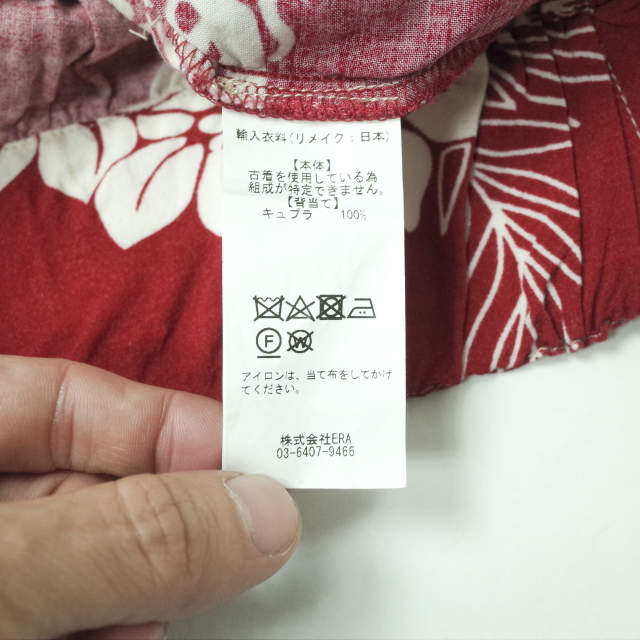 輸入衣料(リメイク:日本)
【本体】
古着を使用している為
組成が特定できません。
【背当て】
キュプラ 100%
F W
アイロンは、当て布をしてかけ
てください。
株式会社ERA
03-6407-9466